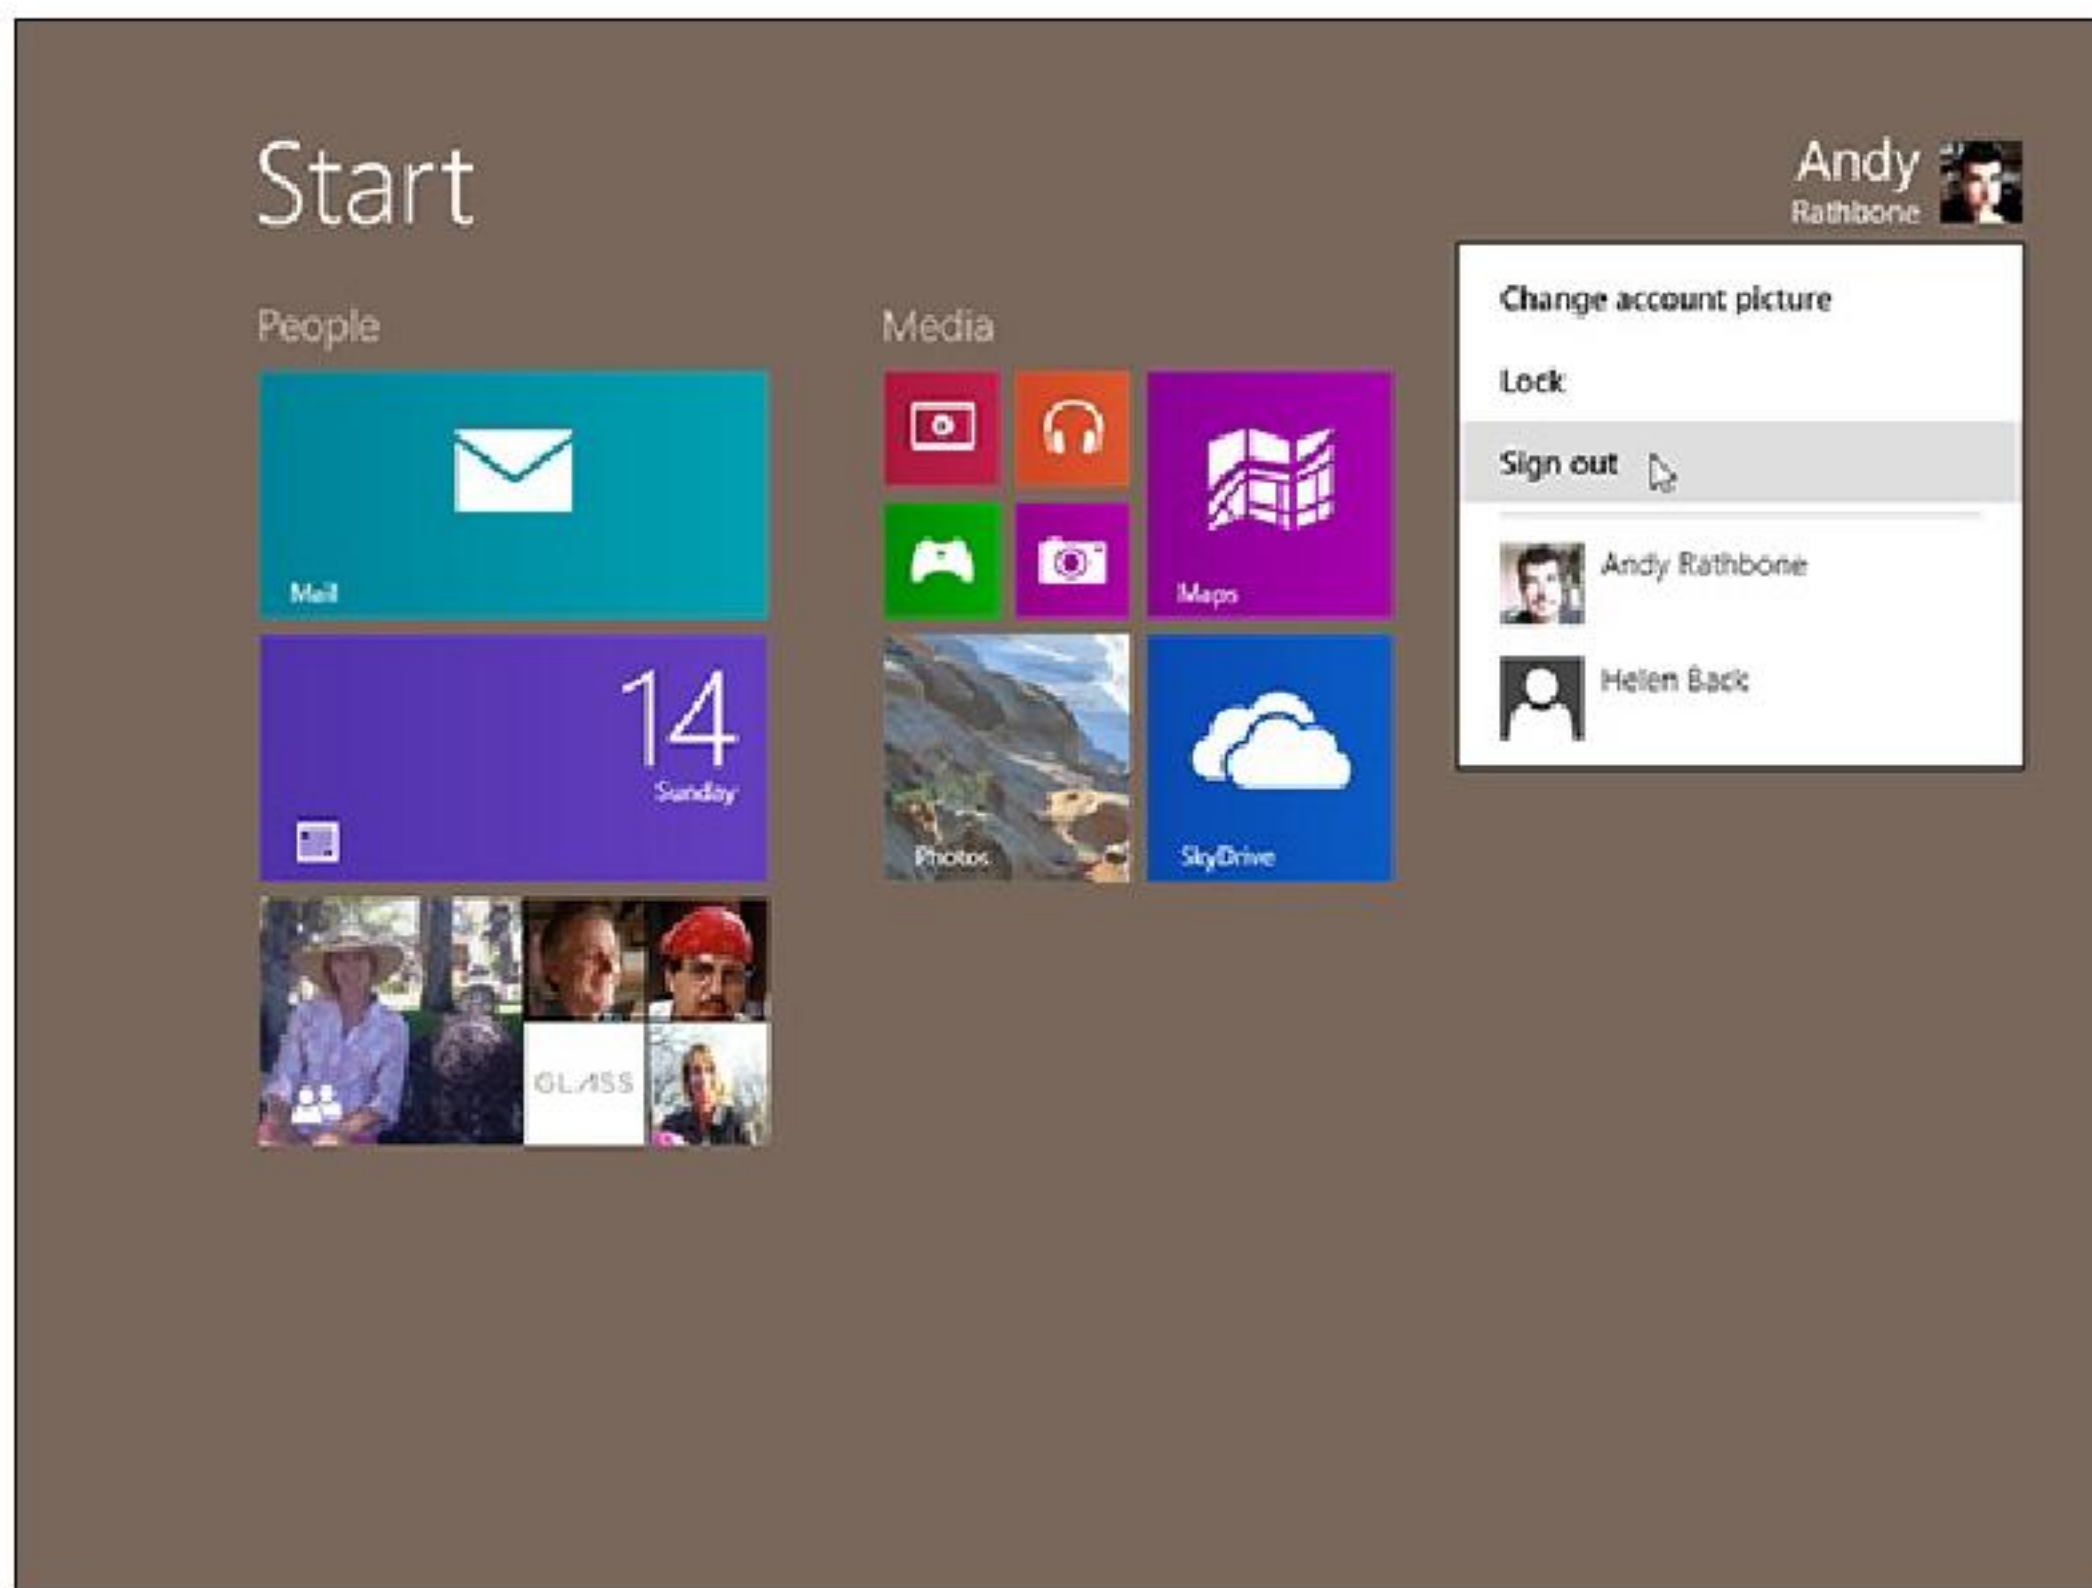 Start
Andy
Rathbone
Change account picture
Lock
Sign out
Andy Rathbone
Helen Back
People
Mail
14
Sunday
GLASS
Media
Maps
Photos
SkyDrive